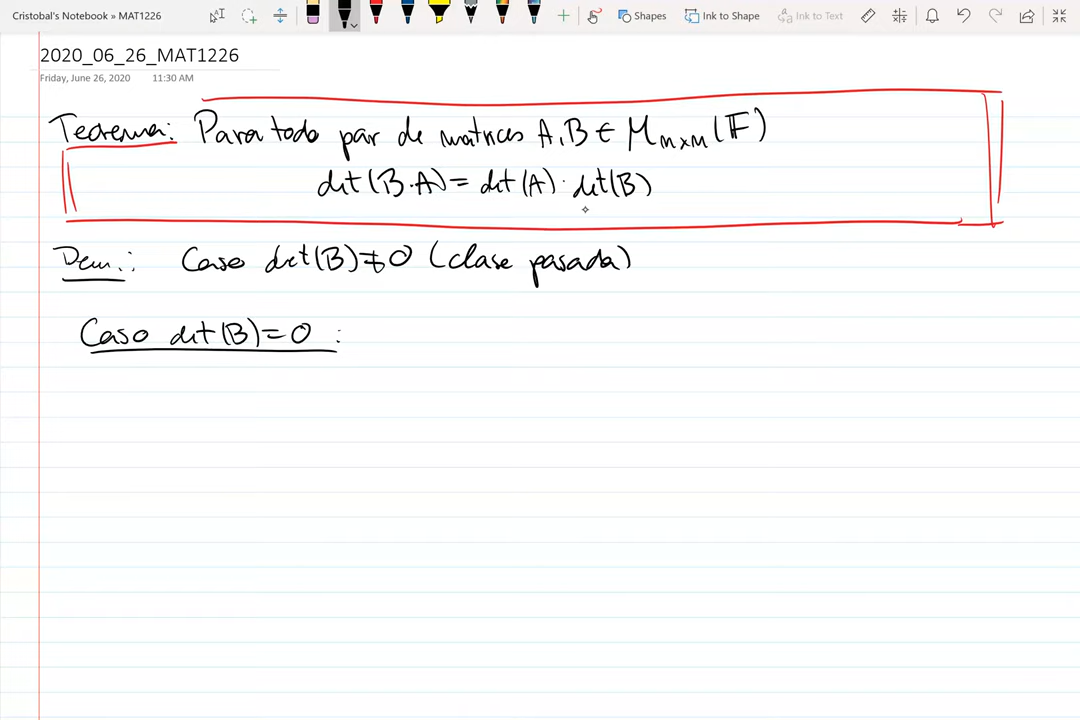 Cristobal's Notebook » MAT1226
Shapes
Ink to Shape
Ink to Text
2020_06_26_MAT1226
Friday, June 26, 2020 11:30 AM
Teorema: Para todo par de matrices A,B ∈ M_{n×n}(𝔽)
det(B·A) = det(A)·det(B)
Dem.: Caso det(B)≠0 (clase pasada)
Caso det(B)=0 :